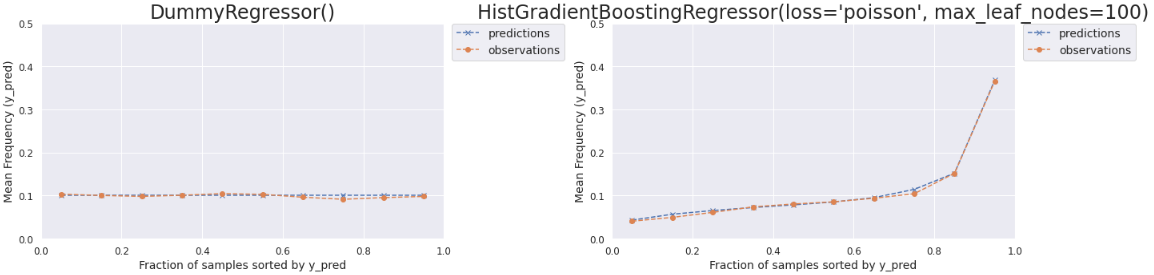 DummyRegressor()
0.5
0.4
0.3
0.2
0.1
0.0
Mean Frequency (y_pred)
0.0 0.2 0.4 0.6 0.8 1.0
Fraction of samples sorted by y_pred
predictions
observations
HistGradientBoostingRegressor(loss='poisson', max_leaf_nodes=100)
0.5
0.4
0.3
0.2
0.1
0.0
Mean Frequency (y_pred)
0.0 0.2 0.4 0.6 0.8 1.0
Fraction of samples sorted by y_pred
predictions
observations